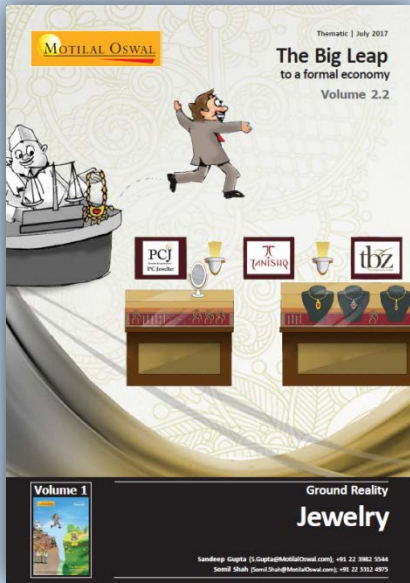 MOTILAL OSWAL
Thematic | July 2017
The Big Leap
to a formal economy
Volume 2.2
PCJ
PC Jeweller
TANISHQ
tbz
Volume 1
Ground Reality
Jewelry
Sandeep Gupta (S.Gupta@MotilalOswal.com); +91 22 3982 5544
Somil Shah (Somil.Shah@MotilalOswal.com); +91 22 3312 4975